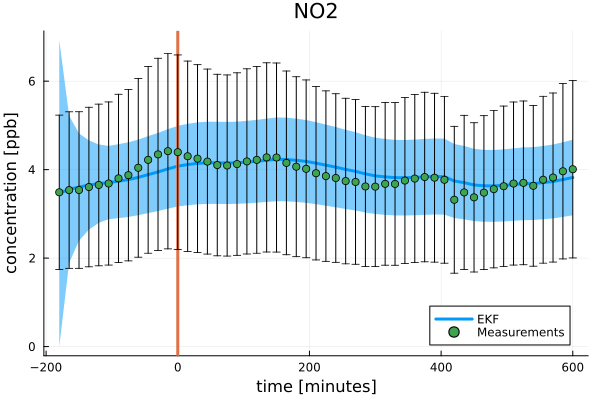 NO2
concentration [ppb]
6
4
2
0
−200
0
200
400
600
time [minutes]
EKF
Measurements